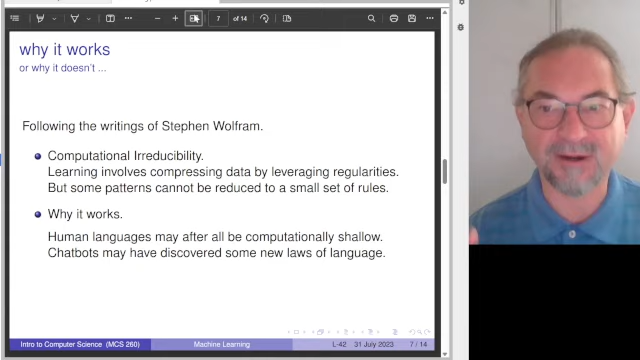 7 of 14
why it works
or why it doesn't ...
Following the writings of Stephen Wolfram.
Computational Irreducibility.
Learning involves compressing data by leveraging regularities.
But some patterns cannot be reduced to a small set of rules.
Why it works.
Human languages may after all be computationally shallow.
Chatbots may have discovered some new laws of language.
Intro to Computer Science (MCS 260) Machine Learning L-42 31 July 2023 7 / 14